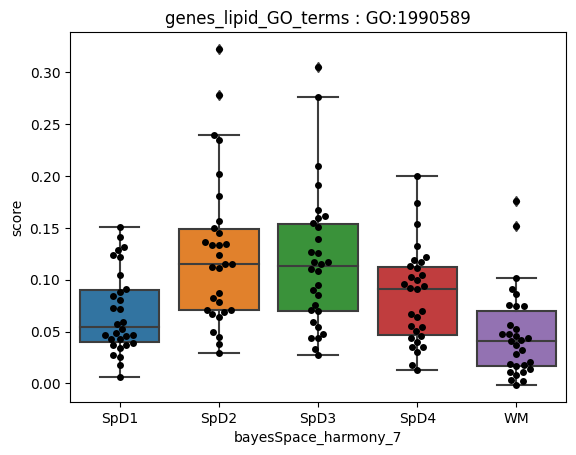 genes_lipid_GO_terms : GO:1990589
0.30
0.25
0.20
0.15
0.10
0.05
0.00
score
SpD1 SpD2 SpD3 SpD4 WM
bayesSpace_harmony_7